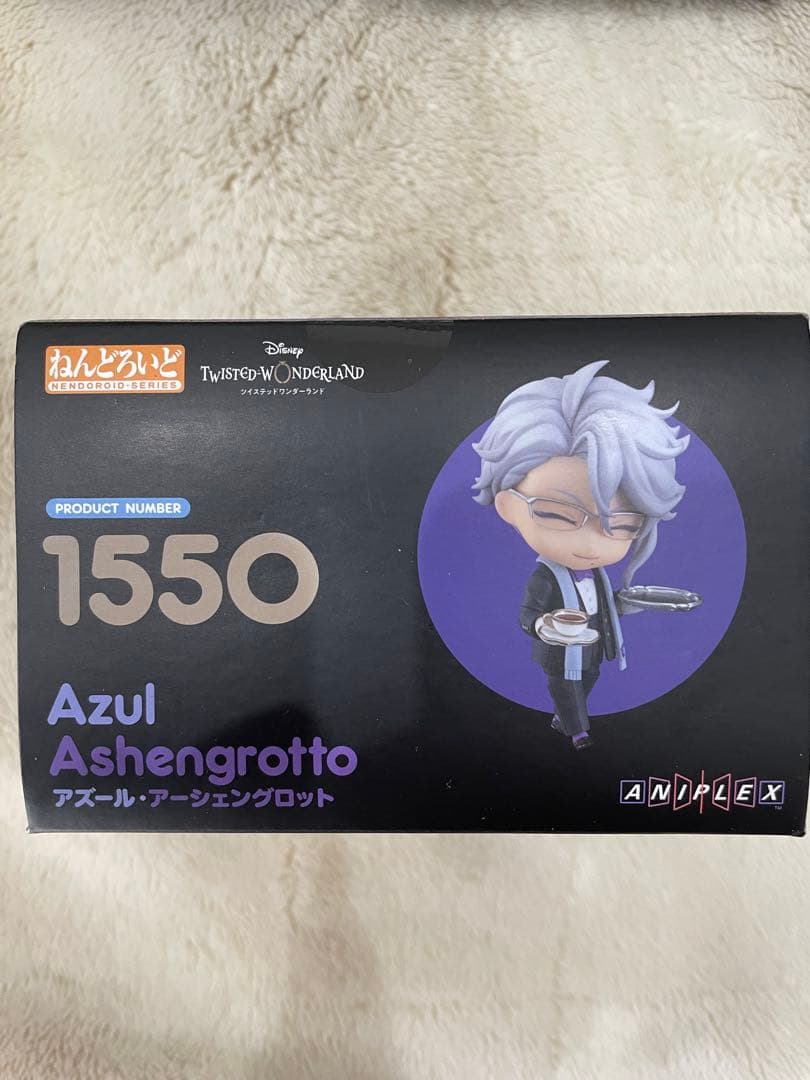 ねんどろいど
NENDOROID-SERIES
Disney
TWISTED-WONDERLAND
ツイステッドワンダーランド
PRODUCT NUMBER
1550
Azul
Ashengrotto
アズール・アーシェングロット
ANIPLEX
TM